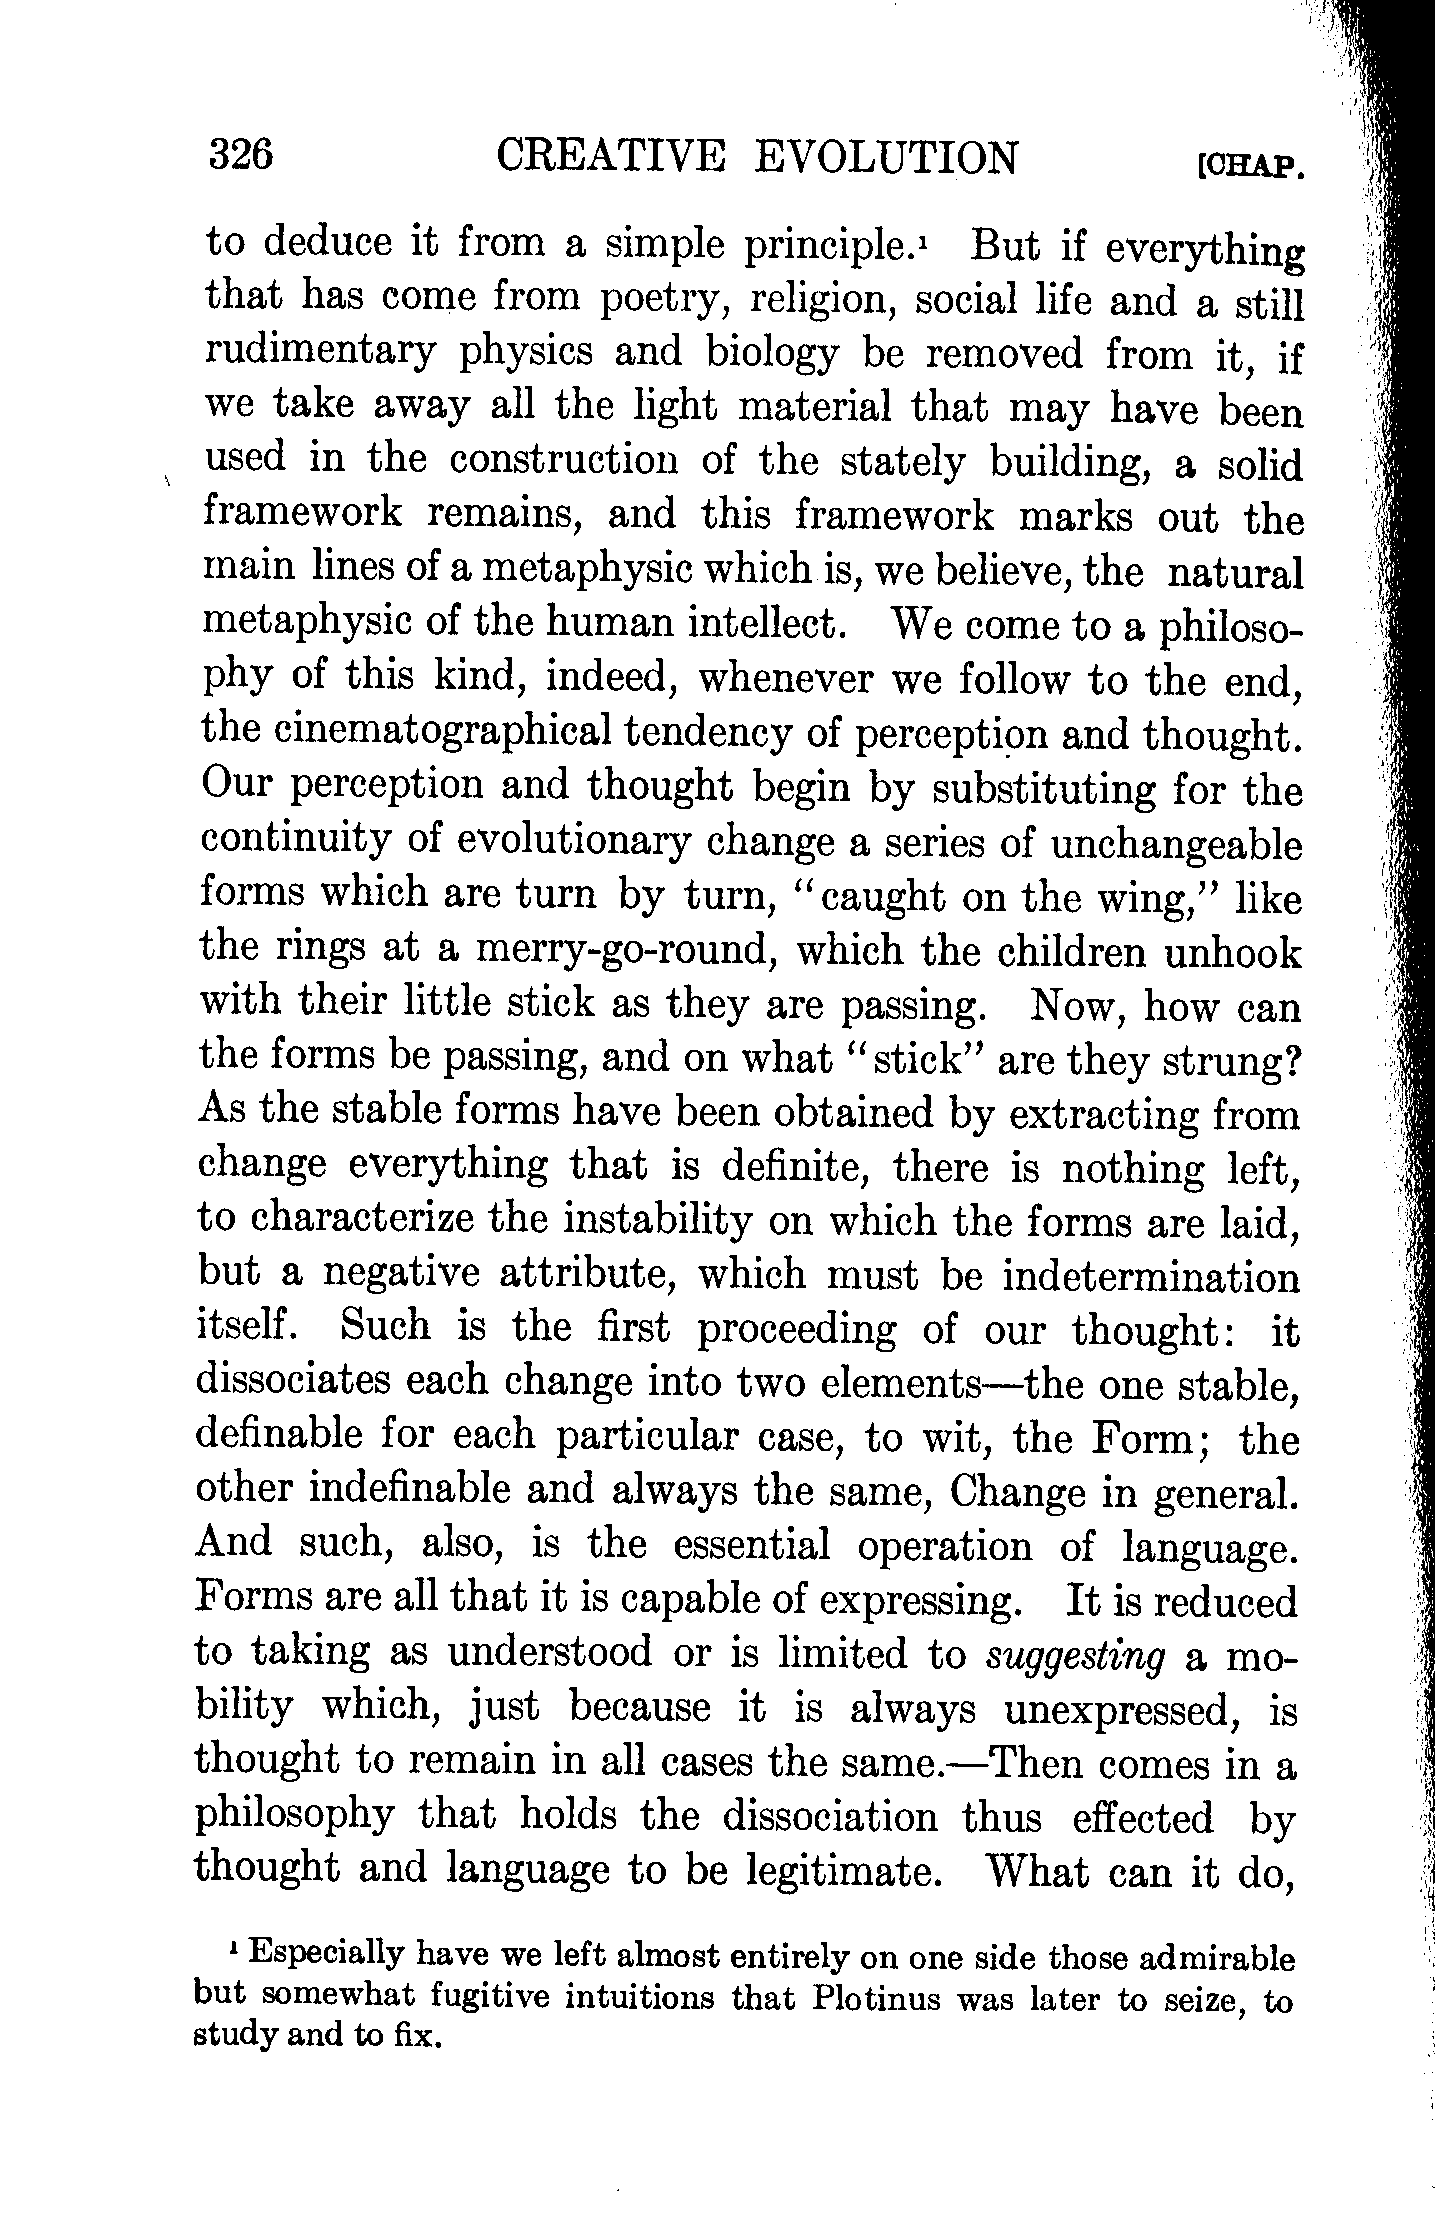 326 CREATIVE EVOLUTION [CHAP.
to deduce it from a simple principle.¹ But if everything
that has come from poetry, religion, social life and a still
rudimentary physics and biology be removed from it, if
we take away all the light material that may have been
used in the construction of the stately building, a solid
framework remains, and this framework marks out the
main lines of a metaphysic which is, we believe, the natural
metaphysic of the human intellect. We come to a philoso-
phy of this kind, indeed, whenever we follow to the end,
the cinematographical tendency of perception and thought.
Our perception and thought begin by substituting for the
continuity of evolutionary change a series of unchangeable
forms which are turn by turn, "caught on the wing," like
the rings at a merry-go-round, which the children unhook
with their little stick as they are passing. Now, how can
the forms be passing, and on what "stick" are they strung?
As the stable forms have been obtained by extracting from
change everything that is definite, there is nothing left,
to characterize the instability on which the forms are laid,
but a negative attribute, which must be indetermination
itself. Such is the first proceeding of our thought: it
dissociates each change into two elements—the one stable,
definable for each particular case, to wit, the Form; the
other indefinable and always the same, Change in general.
And such, also, is the essential operation of language.
Forms are all that it is capable of expressing. It is reduced
to taking as understood or is limited to suggesting a mo-
bility which, just because it is always unexpressed, is
thought to remain in all cases the same.—Then comes in a
philosophy that holds the dissociation thus effected by
thought and language to be legitimate. What can it do,
¹ Especially have we left almost entirely on one side those admirable
but somewhat fugitive intuitions that Plotinus was later to seize, to
study and to fix.